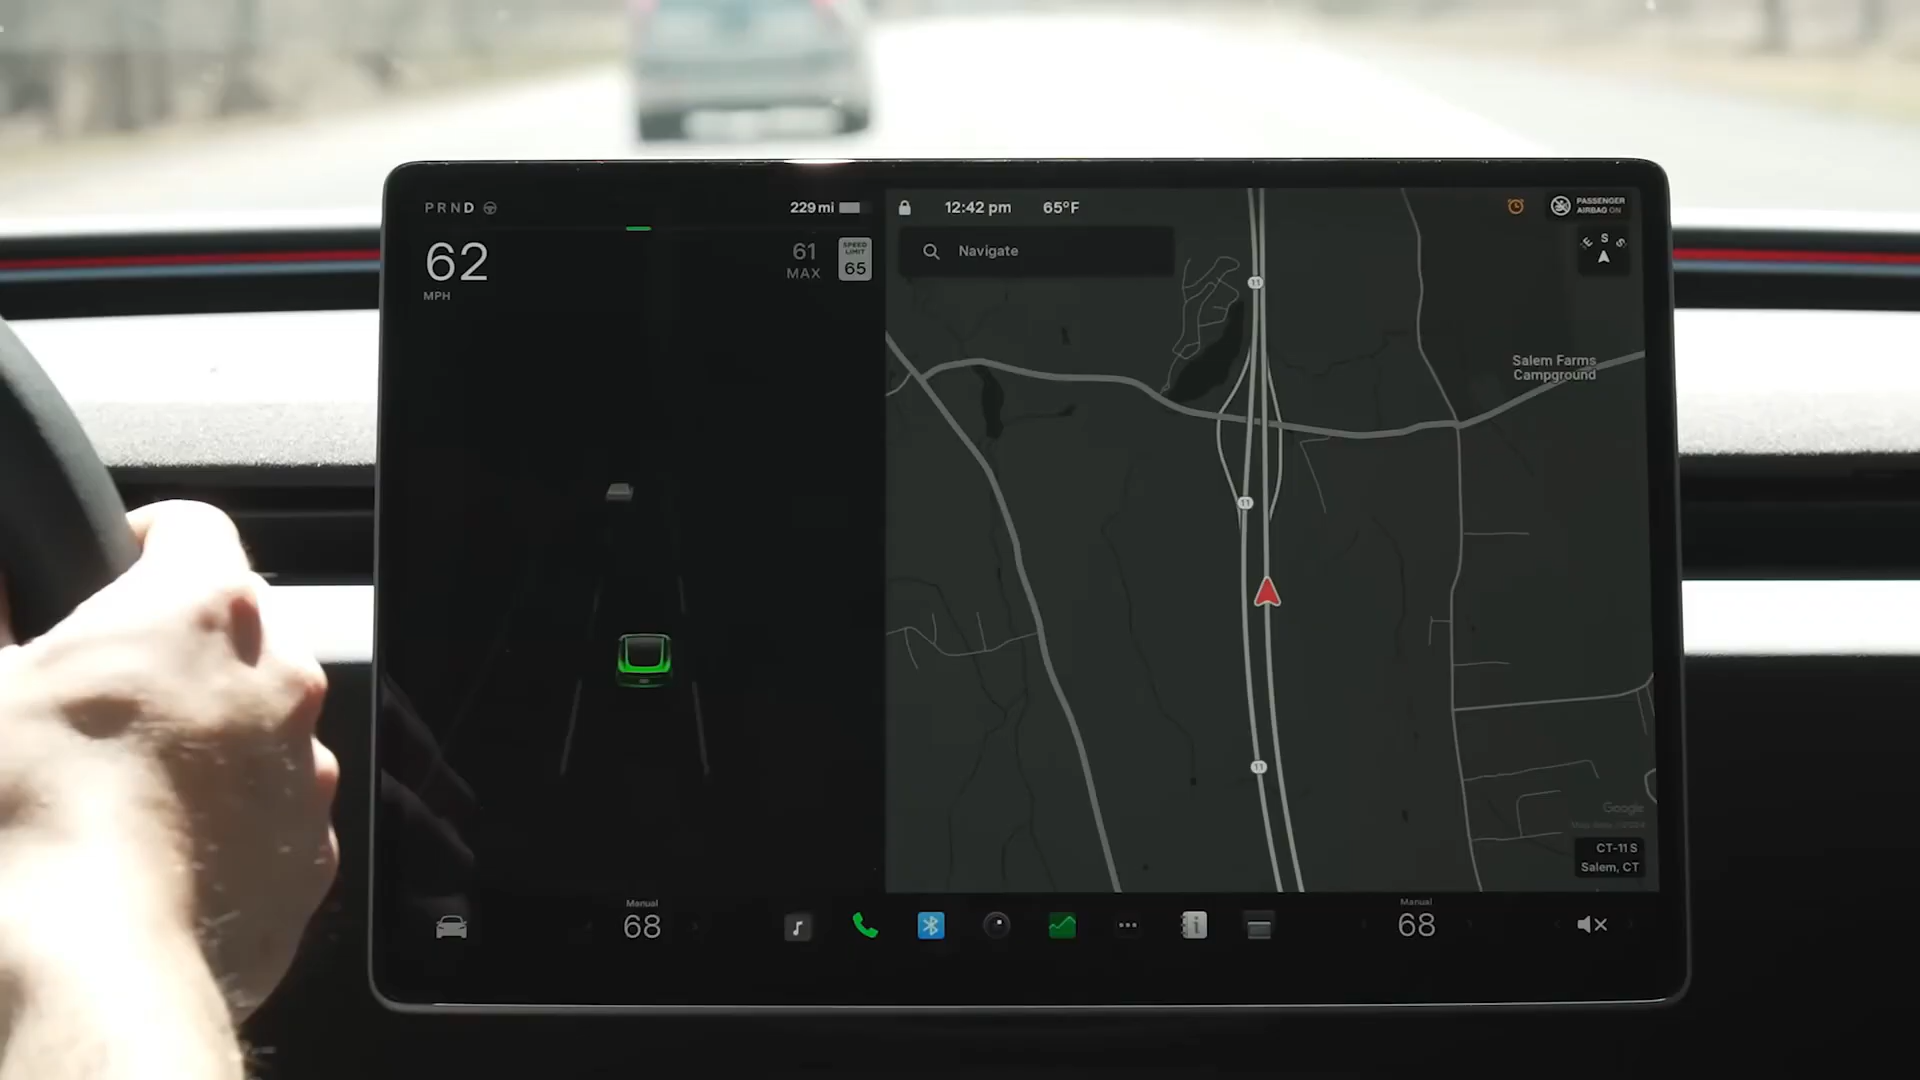 PRND
229 mi
12:42 pm
65°F
PASSENGER
AIRBAG ON
62
MPH
61
MAX
SPEED
LIMIT
65
Navigate
E S S
11
Salem Farms
Campground
11
11
Google
CT-11 S
Salem, CT
Manual
68
Manual
68